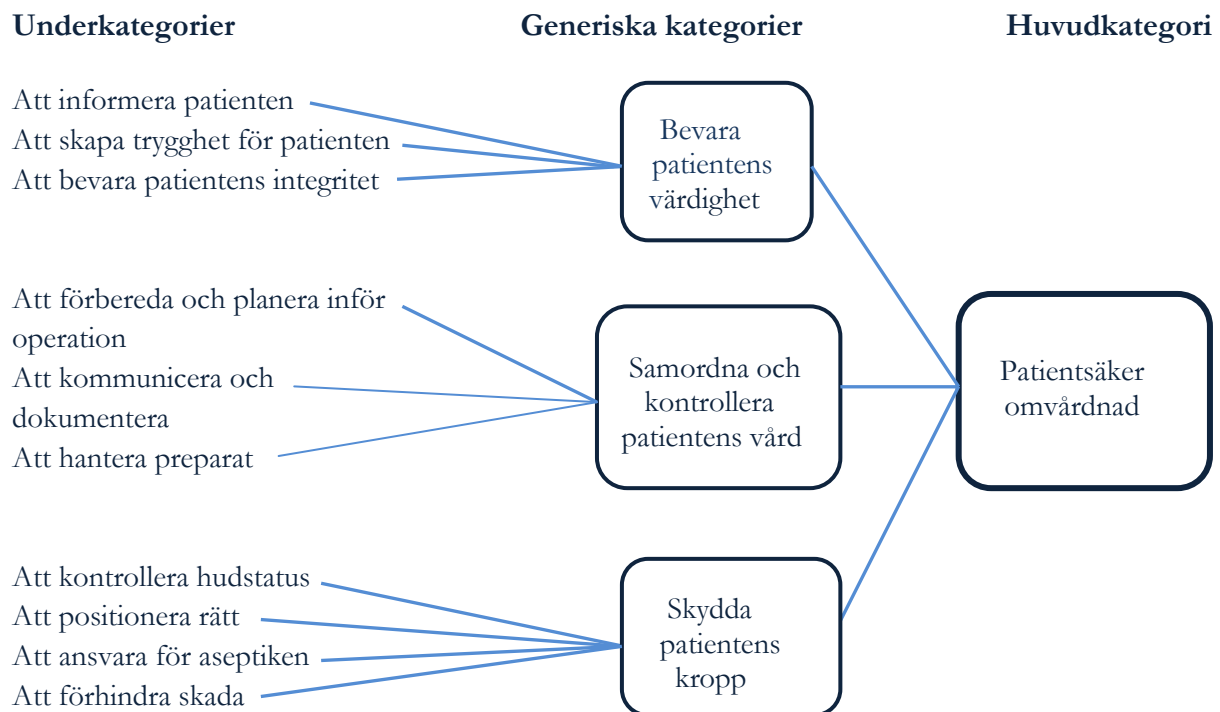 Underkategorier
Generiska kategorier
Huvudkategori
Att informera patienten
Att skapa trygghet för patienten
Att bevara patientens integritet
Bevara
patientens
värdighet
Att förbereda och planera inför
operation
Att kommunicera och
dokumentera
Att hantera preparat
Samordna och
kontrollera
patientens vård
Patientsäker
omvårdnad
Att kontrollera hudstatus
Att positionera rätt
Att ansvara för aseptiken
Att förhindra skada
Skydda
patientens
kropp